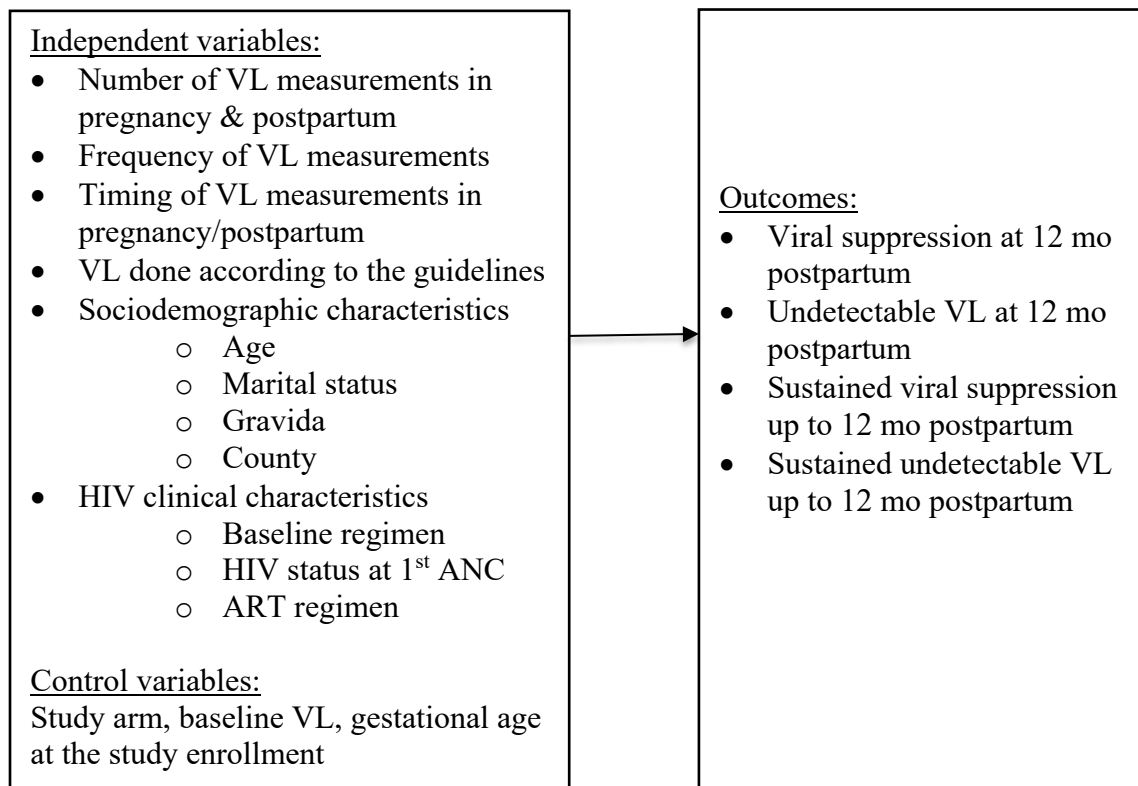 Independent variables:
• Number of VL measurements in
pregnancy & postpartum
• Frequency of VL measurements
• Timing of VL measurements in
pregnancy/postpartum
• VL done according to the guidelines
• Sociodemographic characteristics
o Age
o Marital status
o Gravida
o County
• HIV clinical characteristics
o Baseline regimen
o HIV status at 1st ANC
o ART regimen
Control variables:
Study arm, baseline VL, gestational age
at the study enrollment
Outcomes:
• Viral suppression at 12 mo
postpartum
• Undetectable VL at 12 mo
postpartum
• Sustained viral suppression
up to 12 mo postpartum
• Sustained undetectable VL
up to 12 mo postpartum